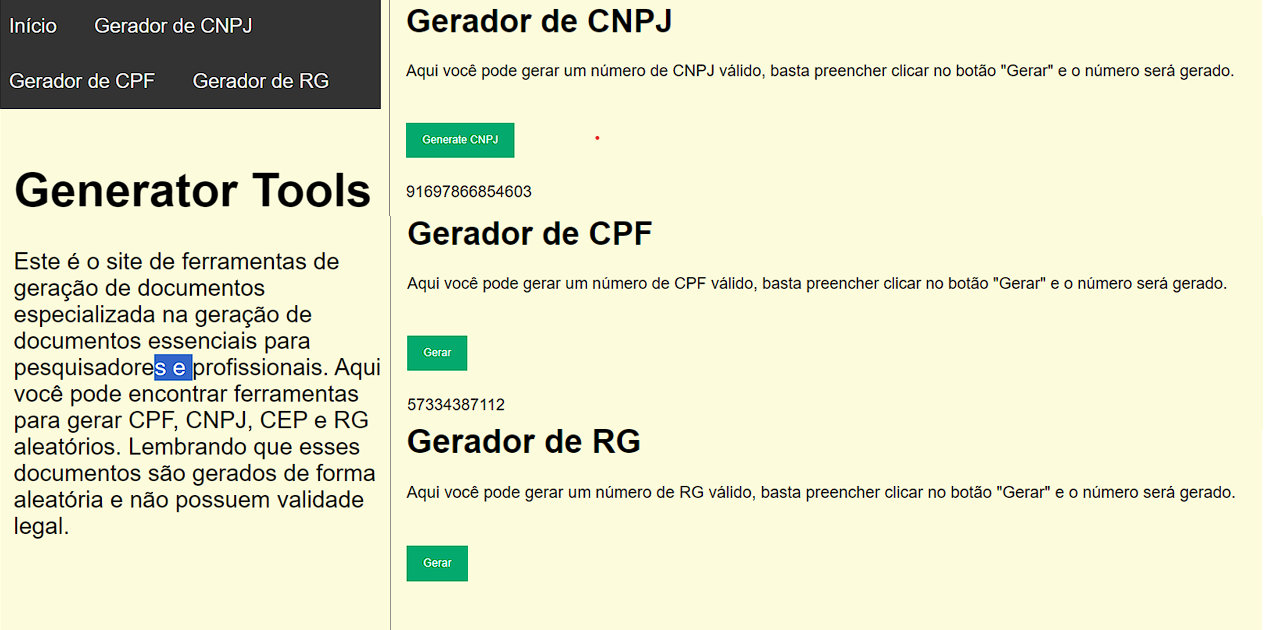 Início Gerador de CNPJ
Gerador de CPF Gerador de RG
Generator Tools
Este é o site de ferramentas de
geração de documentos
especializada na geração de
documentos essenciais para
pesquisadores e profissionais. Aqui
você pode encontrar ferramentas
para gerar CPF, CNPJ, CEP e RG
aleatórios. Lembrando que esses
documentos são gerados de forma
aleatória e não possuem validade
legal.
Gerador de CNPJ
Aqui você pode gerar um número de CNPJ válido, basta preencher clicar no botão "Gerar" e o número será gerado.
Generate CNPJ
91697866854603
Gerador de CPF
Aqui você pode gerar um número de CPF válido, basta preencher clicar no botão "Gerar" e o número será gerado.
Gerar
57334387112
Gerador de RG
Aqui você pode gerar um número de RG válido, basta preencher clicar no botão "Gerar" e o número será gerado.
Gerar